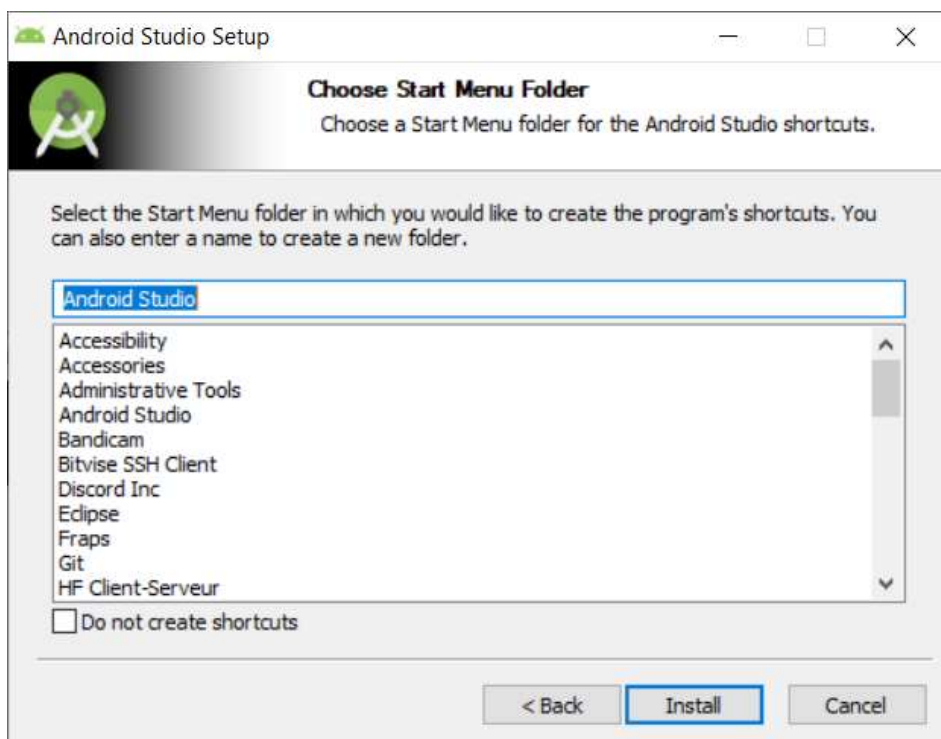 Android Studio Setup
Choose Start Menu Folder
Choose a Start Menu folder for the Android Studio shortcuts.
Select the Start Menu folder in which you would like to create the program's shortcuts. You
can also enter a name to create a new folder.
Android Studio
Accessibility
Accessories
Administrative Tools
Android Studio
Bandicam
Bitvise SSH Client
Discord Inc
Eclipse
Fraps
Git
HF Client-Serveur
Do not create shortcuts
< Back
Install
Cancel